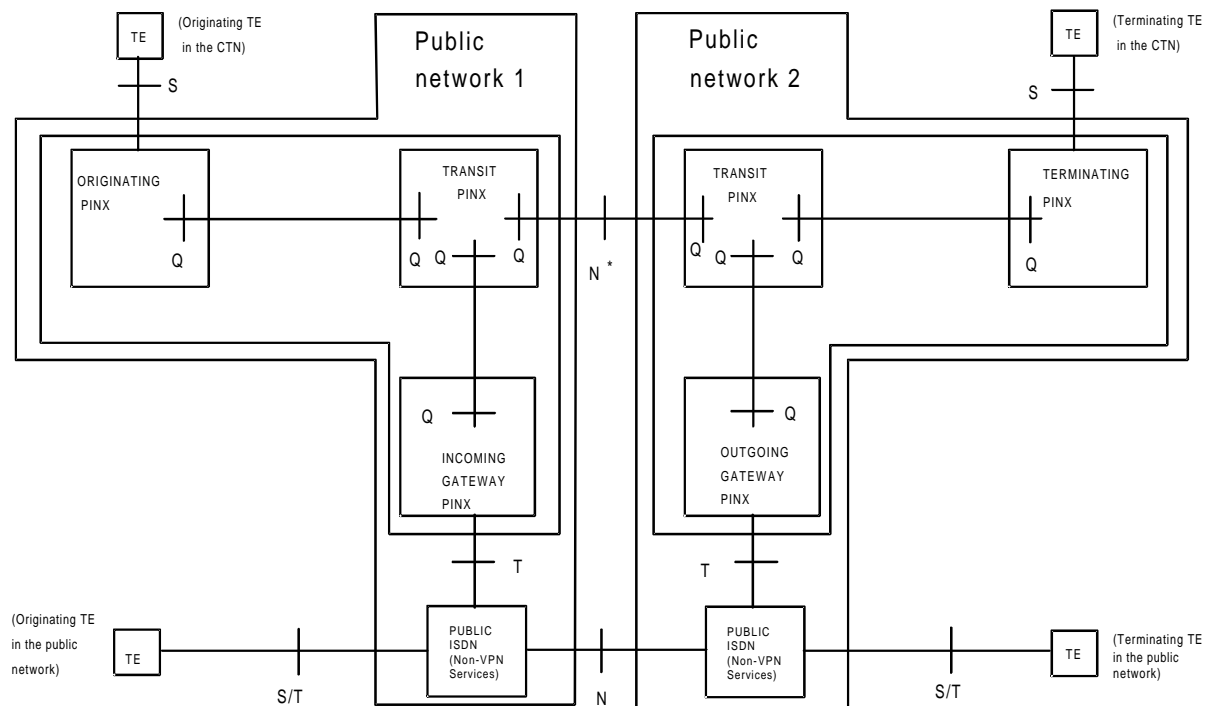 TE
(Originating TE
in the CTN)
S
Public
network 1
Public
network 2
TE
(Terminating TE
in the CTN)
S
ORIGINATING
PINX
Q
TRANSIT
PINX
Q
Q
Q
N *
TRANSIT
PINX
Q
Q
Q
TERMINATING
PINX
Q
Q
INCOMING
GATEWAY
PINX
T
Q
OUTGOING
GATEWAY
PINX
T
(Originating TE
in the public
network)
TE
S/T
PUBLIC
ISDN
(Non-VPN
Services)
N
PUBLIC
ISDN
(Non-VPN
Services)
S/T
TE
(Terminating TE
in the public
network)